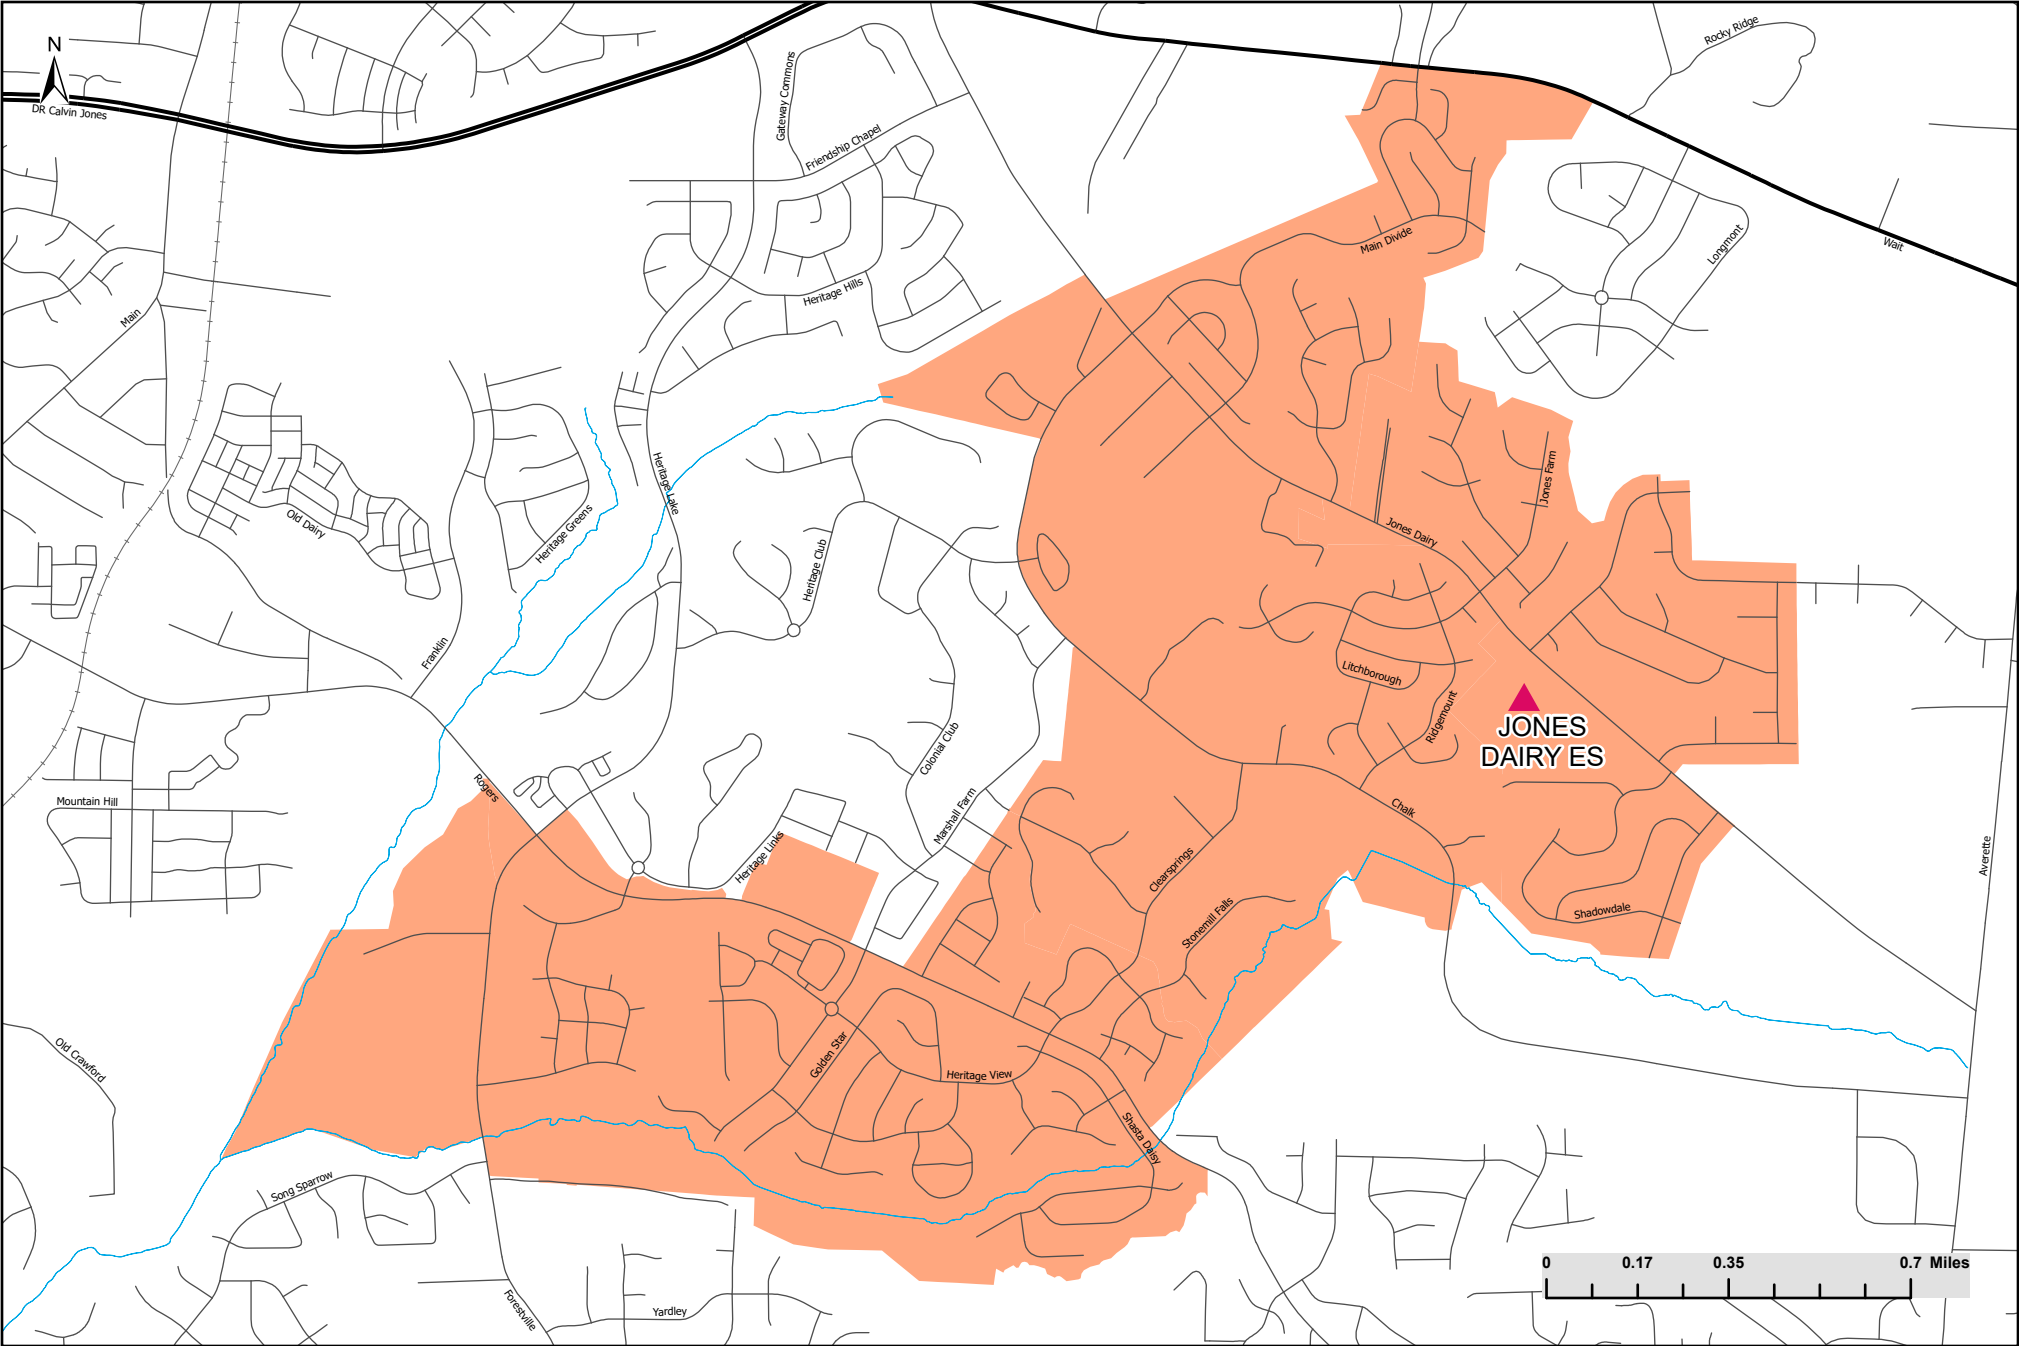 N
DR Calvin Jones
Gateway Commons
Friendship Chapel
Rocky Ridge
Main Divide
Longmont
Wait
Main
Heritage Hills
Heritage Lake
Old Dairy
Heritage Greens
Heritage Club
Jones Farm
Jones Dairy
Franklin
Litchborough
Ridgemount
JONES
DAIRY ES
Colonial Club
Mountain Hill
Rogers
Marshall Farm
Chalk
Heritage Links
Clearsprings
Averette
Stonemill Falls
Shadowdale
Old Crawford
Golden Star
Heritage View
Shasta Daisy
Song Sparrow
Forestville
Yardley
0 0.17 0.35 0.7 Miles